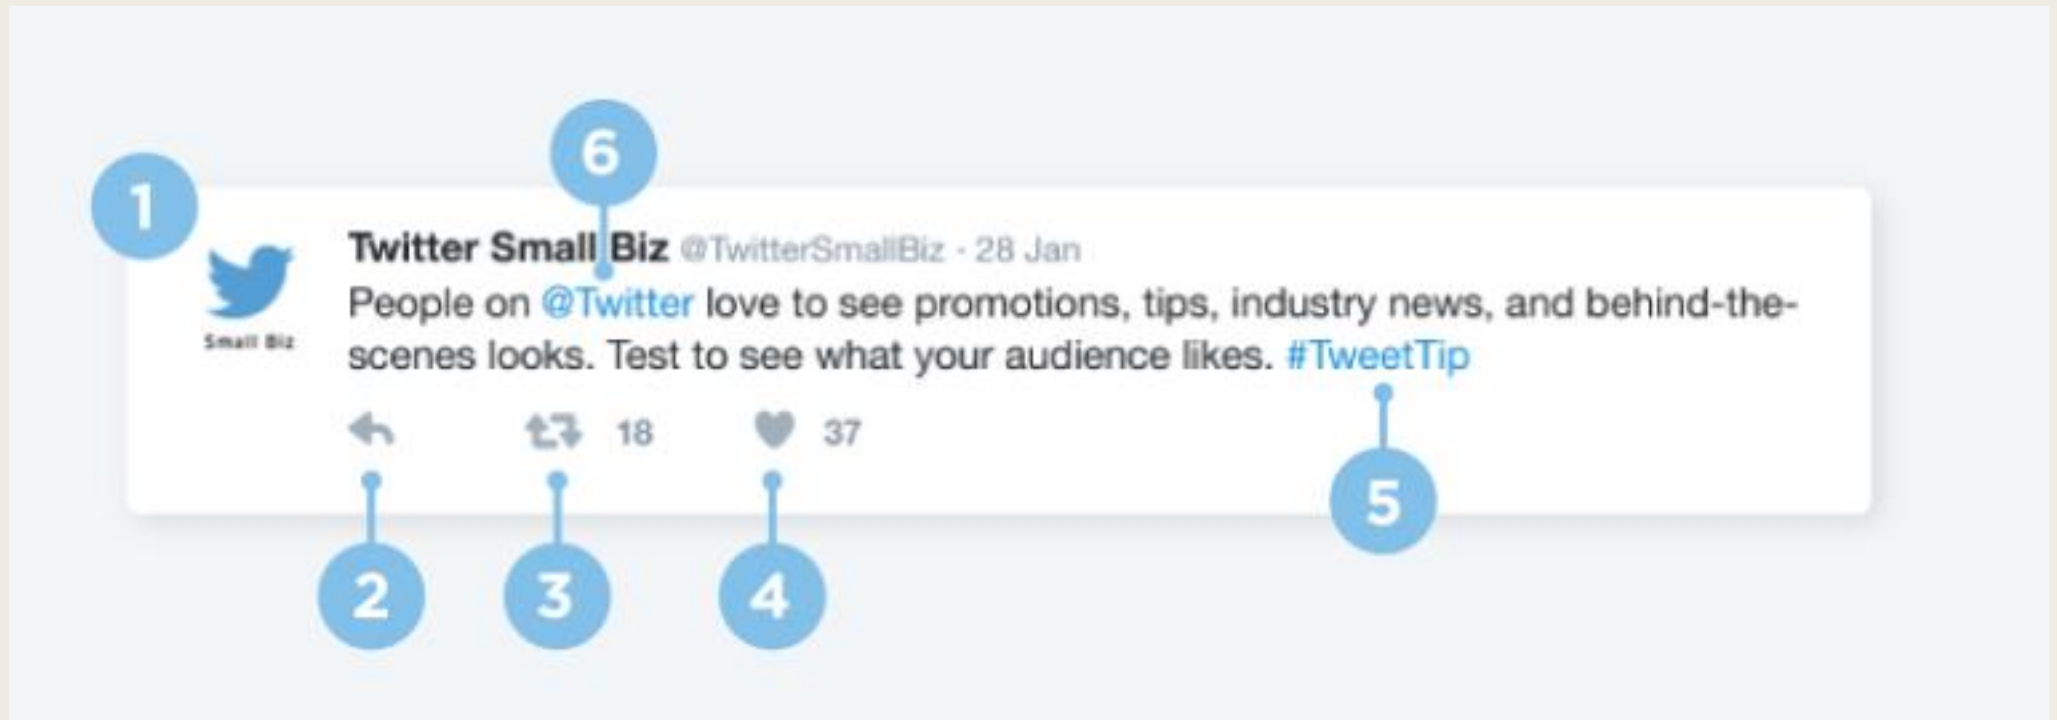 6
1
Twitter Small Biz @TwitterSmallBiz · 28 Jan
People on @Twitter love to see promotions, tips, industry news, and behind-the-
Small Biz
scenes looks. Test to see what your audience likes. #TweetTip
18 37
5
2 3 4